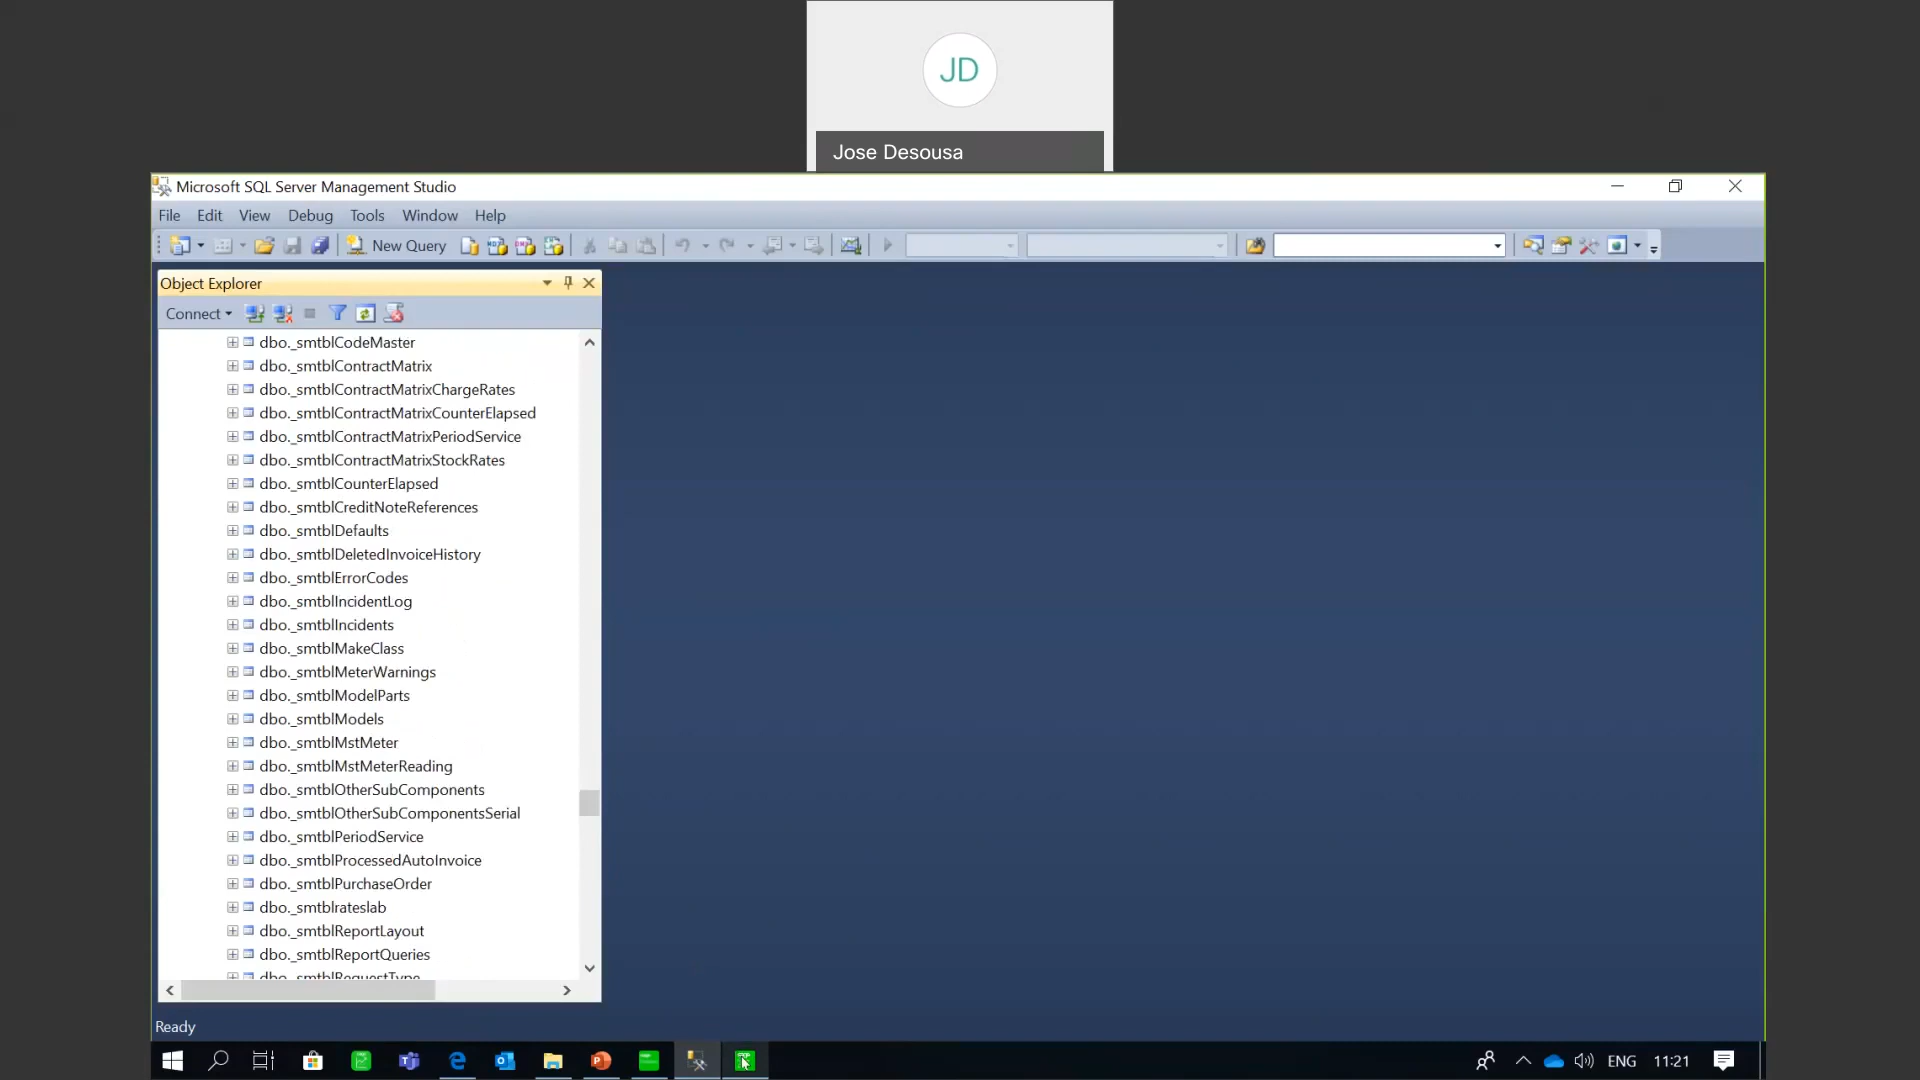 JD
Jose Desousa
Microsoft SQL Server Management Studio
File Edit View Debug Tools Window Help
New Query
Object Explorer
Connect
dbo._smtblCodeMaster
dbo._smtblContractMatrix
dbo._smtblContractMatrixChargeRates
dbo._smtblContractMatrixCounterElapsed
dbo._smtblContractMatrixPeriodService
dbo._smtblContractMatrixStockRates
dbo._smtblCounterElapsed
dbo._smtblCreditNoteReferences
dbo._smtblDefaults
dbo._smtblDeletedInvoiceHistory
dbo._smtblErrorCodes
dbo._smtblIncidentLog
dbo._smtblIncidents
dbo._smtblMakeClass
dbo._smtblMeterWarnings
dbo._smtblModelParts
dbo._smtblModels
dbo._smtblMstMeter
dbo._smtblMstMeterReading
dbo._smtblOtherSubComponents
dbo._smtblOtherSubComponentsSerial
dbo._smtblPeriodService
dbo._smtblProcessedAutoInvoice
dbo._smtblPurchaseOrder
dbo._smtblrateslab
dbo._smtblReportLayout
dbo._smtblReportQueries
dbo._smtblRequestType
Ready
ENG 11:21